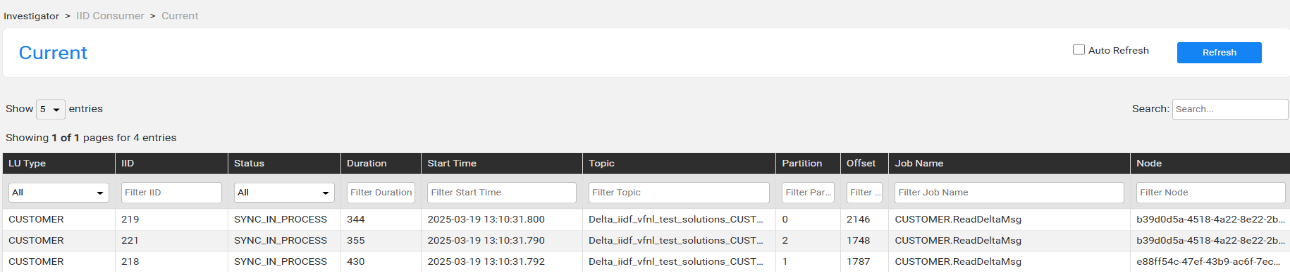 Investigator > IID Consumer > Current
Current
Auto Refresh
Refresh
Show 5 entries
Search: Search...
Showing 1 of 1 pages for 4 entries
LU Type IID Status Duration Start Time Topic Partition Offset Job Name Node
All Filter IID All Filter Duration Filter Start Time Filter Topic Filter Par... Filter ... Filter Job Name Filter Node
CUSTOMER 219 SYNC_IN_PROCESS 344 2025-03-19 13:10:31.800 Delta_iidf_vfnl_test_solutions_CUST... 0 2146 CUSTOMER.ReadDeltaMsg b39d0d5a-4518-4a22-8e22-2b...
CUSTOMER 221 SYNC_IN_PROCESS 355 2025-03-19 13:10:31.790 Delta_iidf_vfnl_test_solutions_CUST... 2 1748 CUSTOMER.ReadDeltaMsg b39d0d5a-4518-4a22-8e22-2b...
CUSTOMER 218 SYNC_IN_PROCESS 430 2025-03-19 13:10:31.792 Delta_iidf_vfnl_test_solutions_CUST... 1 1787 CUSTOMER.ReadDeltaMsg e88ff54c-47ef-43b9-ac6f-7ec...